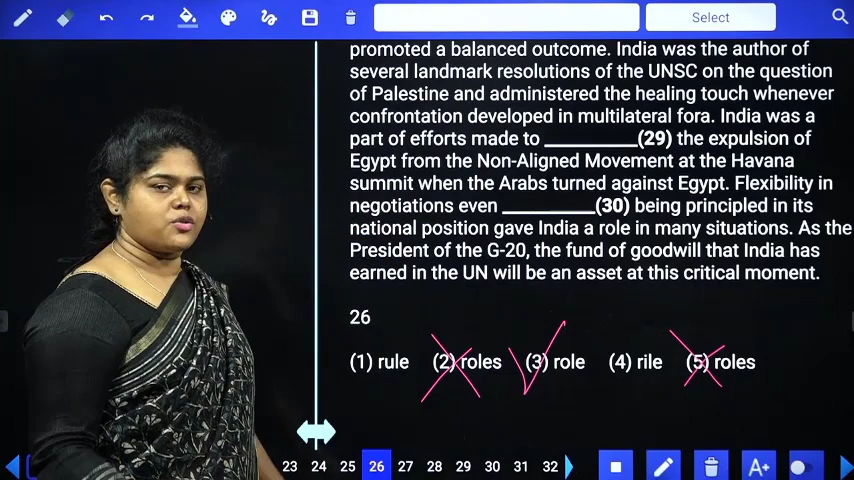 Select
promoted a balanced outcome. India was the author of
several landmark resolutions of the UNSC on the question
of Palestine and administered the healing touch whenever
confrontation developed in multilateral fora. India was a
part of efforts made to __________(29) the expulsion of
Egypt from the Non-Aligned Movement at the Havana
summit when the Arabs turned against Egypt. Flexibility in
negotiations even __________(30) being principled in its
national position gave India a role in many situations. As the
President of the G-20, the fund of goodwill that India has
earned in the UN will be an asset at this critical moment.
26
(1) rule (2) roles (3) role (4) rile (5) roles
23 24 25 26 27 28 29 30 31 32 A+